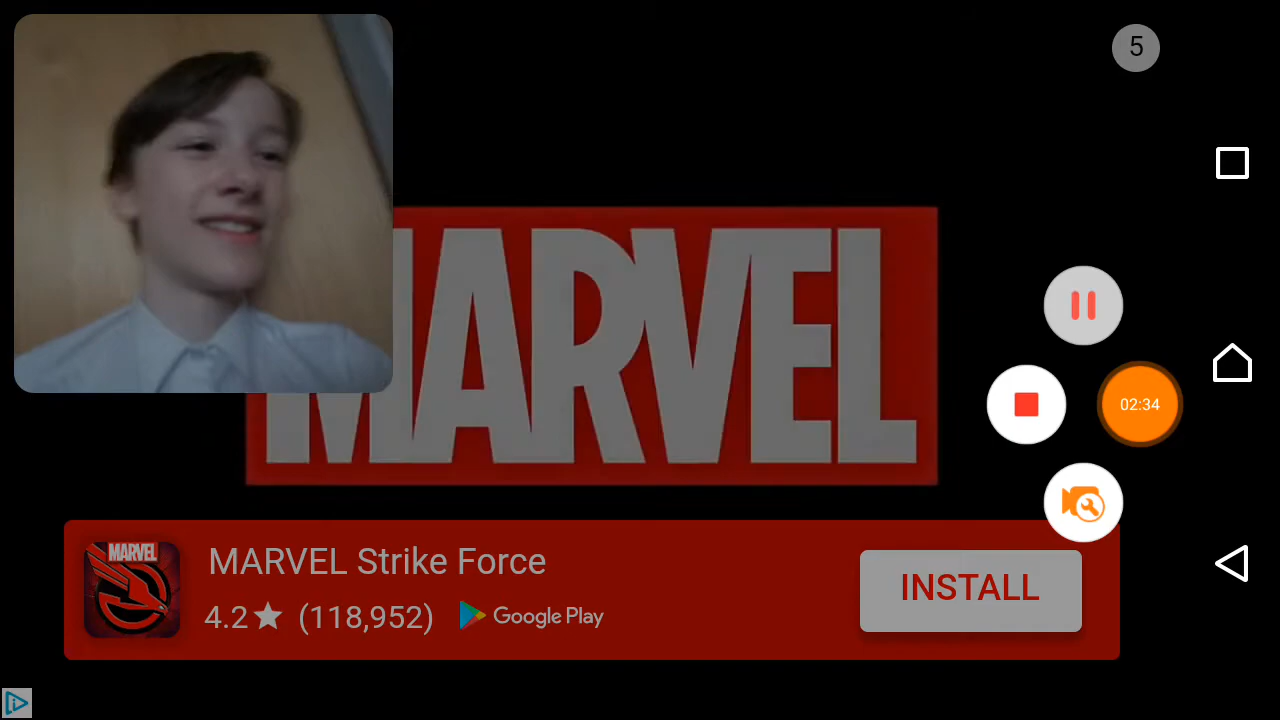 5
MARVEL
02:34
MARVEL
MARVEL Strike Force
4.2★ (118,952) Google Play
INSTALL